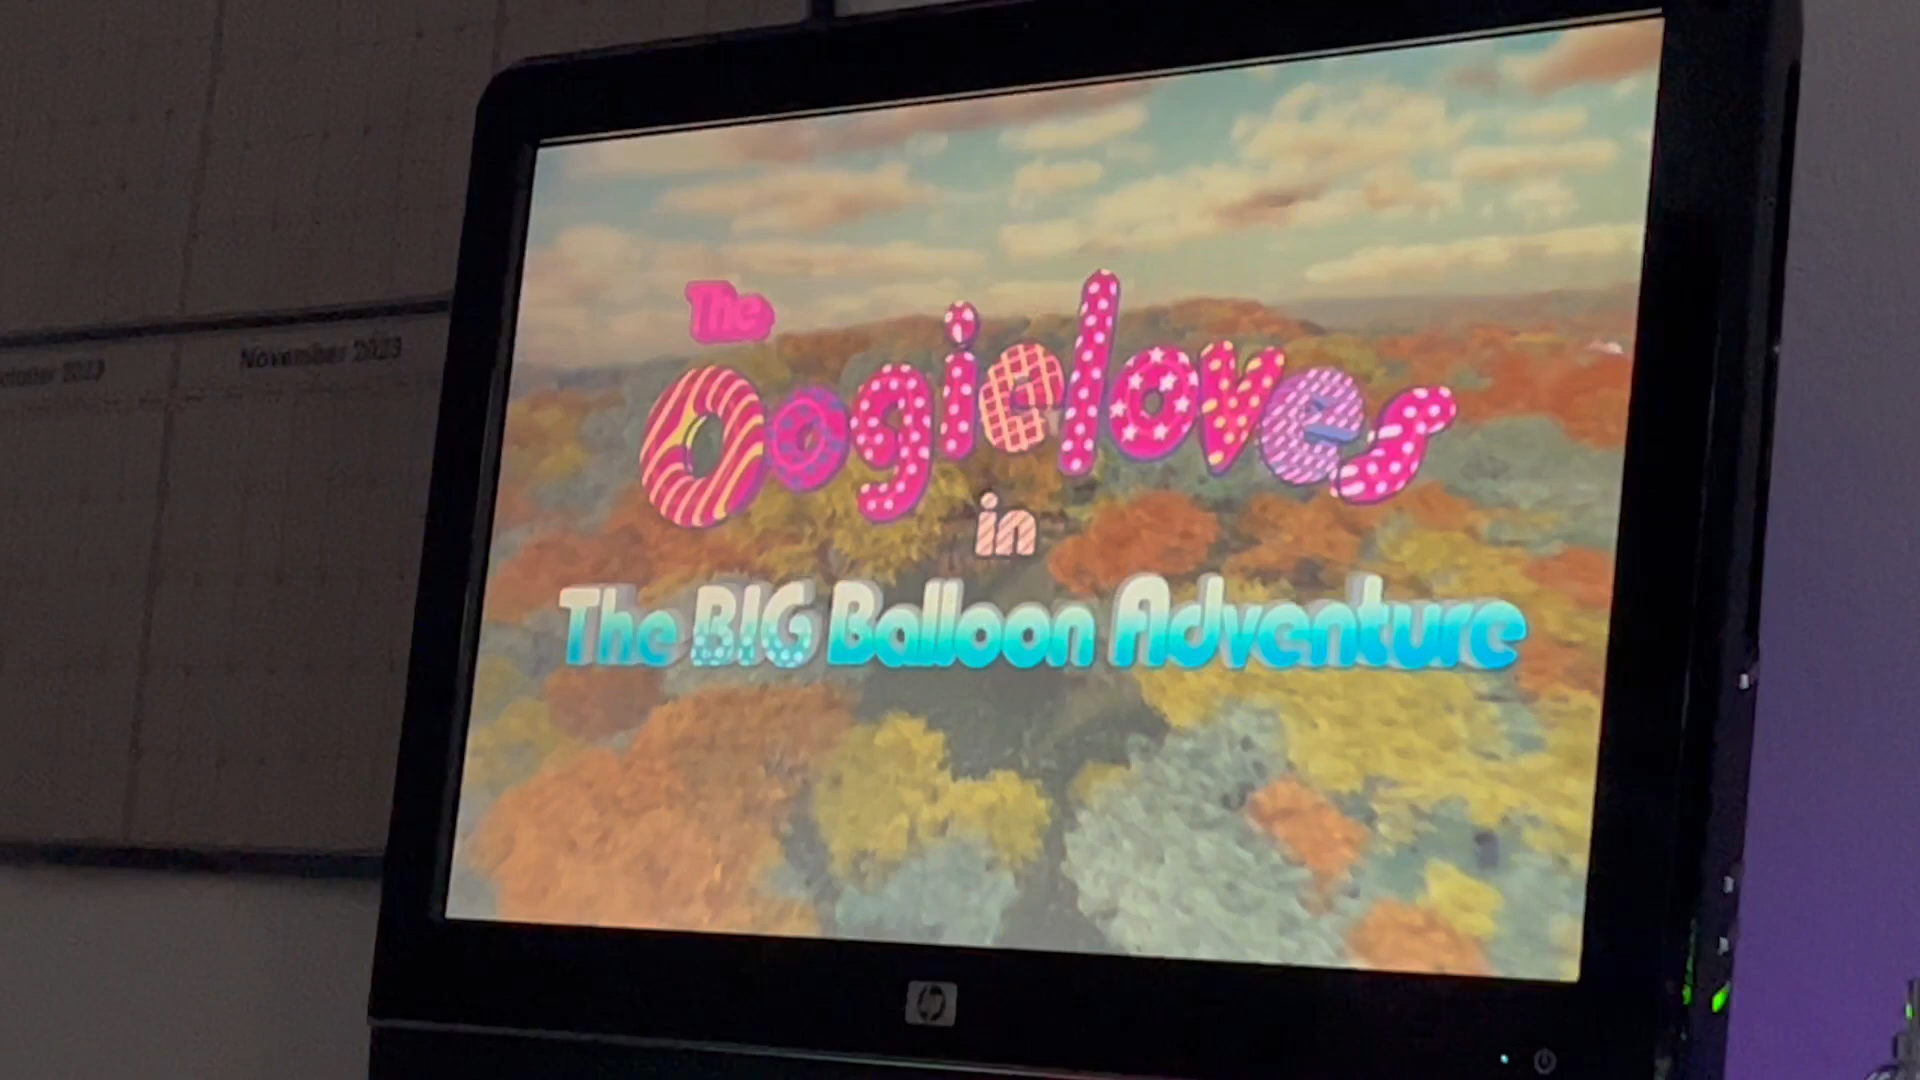 November 2023
The
Oogieloves
in
The BIG Balloon Adventure
hp